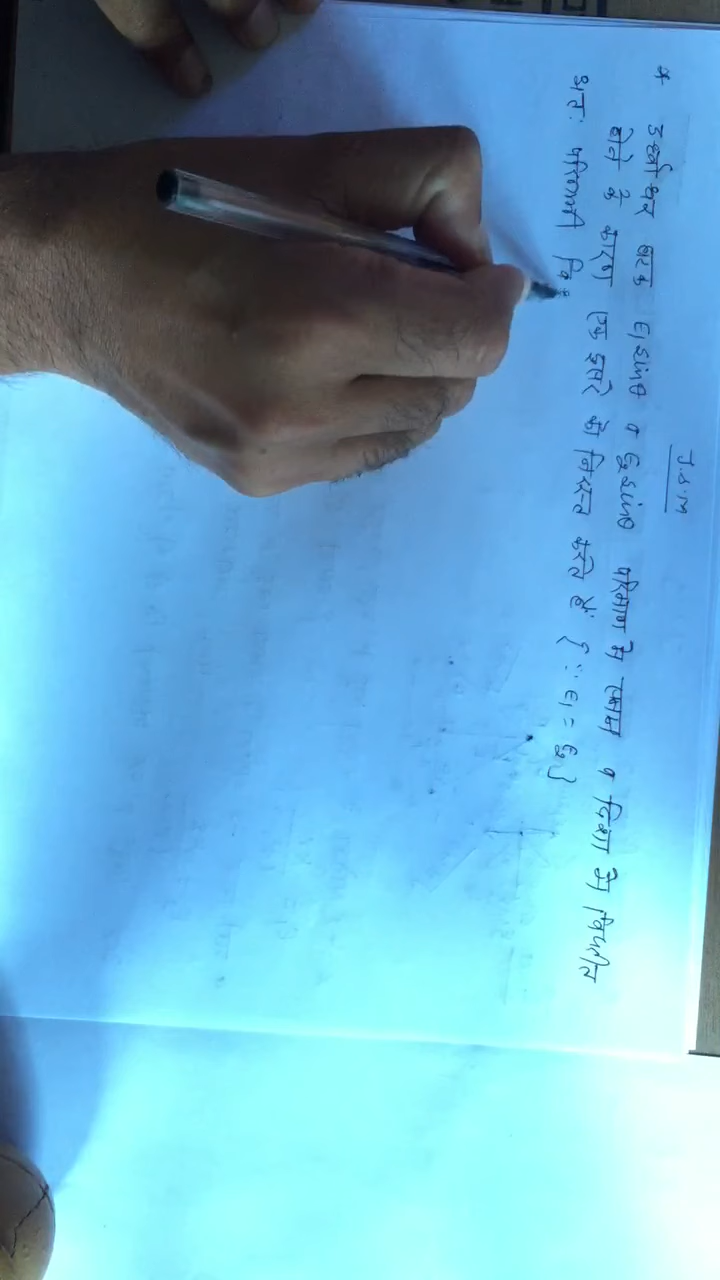 J.S.M
* उर्ध्वाधर घटक E₁sinθ व E₂sinθ परिमाण में समान व दिशा में विपरीत
होने के कारण एक दूसरे को निरस्त करते हैं { ∵ E₁ = E₂}
अतः परिणामी वि